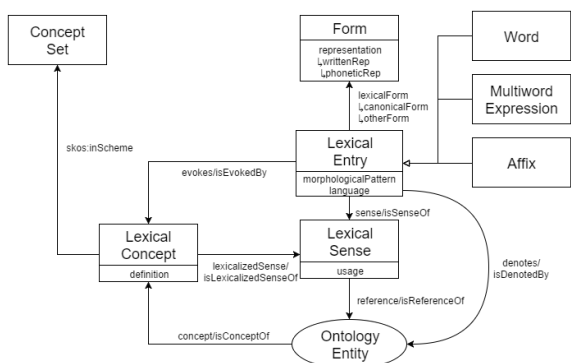 Concept
Set
Form
representation
↳writtenRep
↳phoneticRep
Word
Multiword
Expression
Affix
lexicalForm
↳canonicalForm
↳otherForm
skos:inScheme
Lexical
Entry
morphologicalPattern
language
evokes/isEvokedBy
sense/isSenseOf
Lexical
Concept
definition
lexicalizedSense/
isLexicalizedSenseOf
Lexical
Sense
usage
denotes/
isDenotedBy
reference/isReferenceOf
concept/isConceptOf
Ontology
Entity